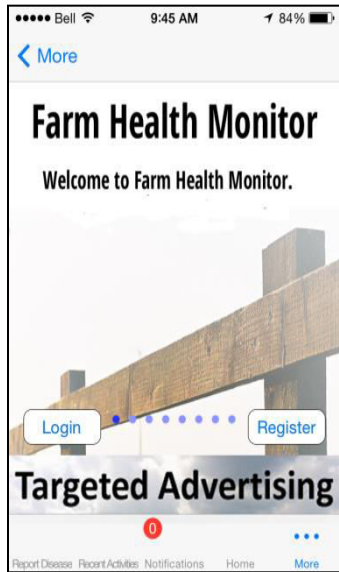 Bell 9:45 AM 84%
More
Farm Health Monitor
Welcome to Farm Health Monitor.
Login Register
Targeted Advertising
0
Report Disease Recent Activities Notifications Home More